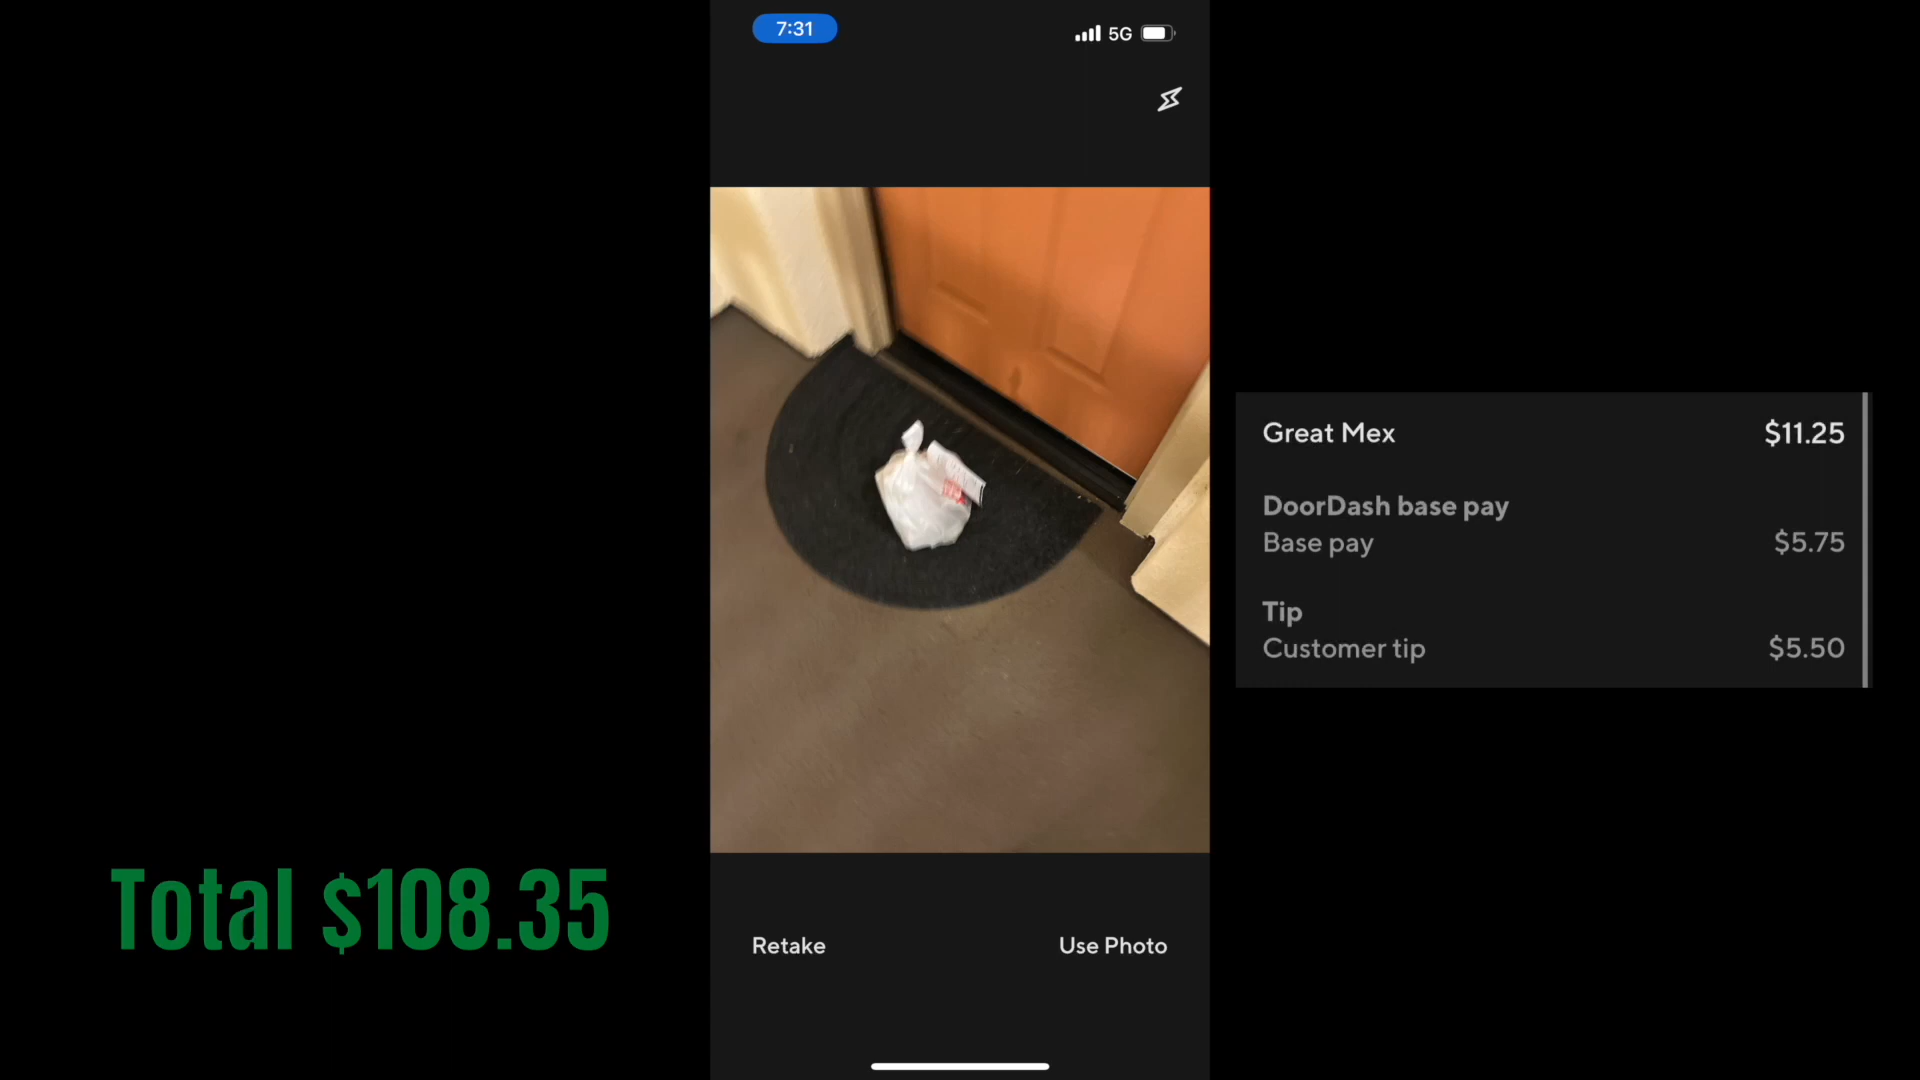 7:31
5G
Great Mex $11.25
DoorDash base pay
Base pay $5.75
Tip
Customer tip $5.50
Total $108.35
Retake Use Photo